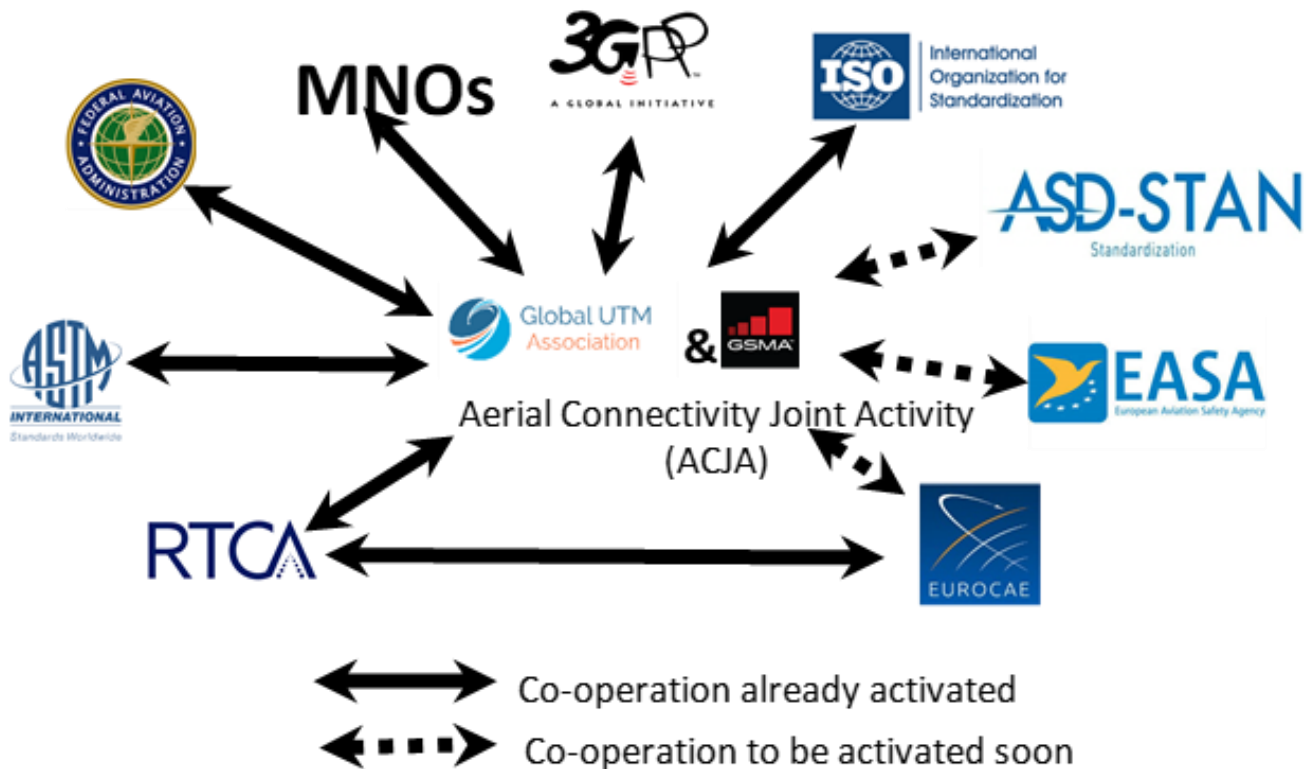 MNOs
3GPP™
A GLOBAL INITIATIVE
ISO
International
Organization for
Standardization
FEDERAL AVIATION
ADMINISTRATION
ASD-STAN
Standardization
Global UTM
Association
&
GSMA™
ASTM
INTERNATIONAL
Standards Worldwide
EASA
European Aviation Safety Agency
Aerial Connectivity Joint Activity
(ACJA)
RTCA
EUROCAE
Co-operation already activated
Co-operation to be activated soon